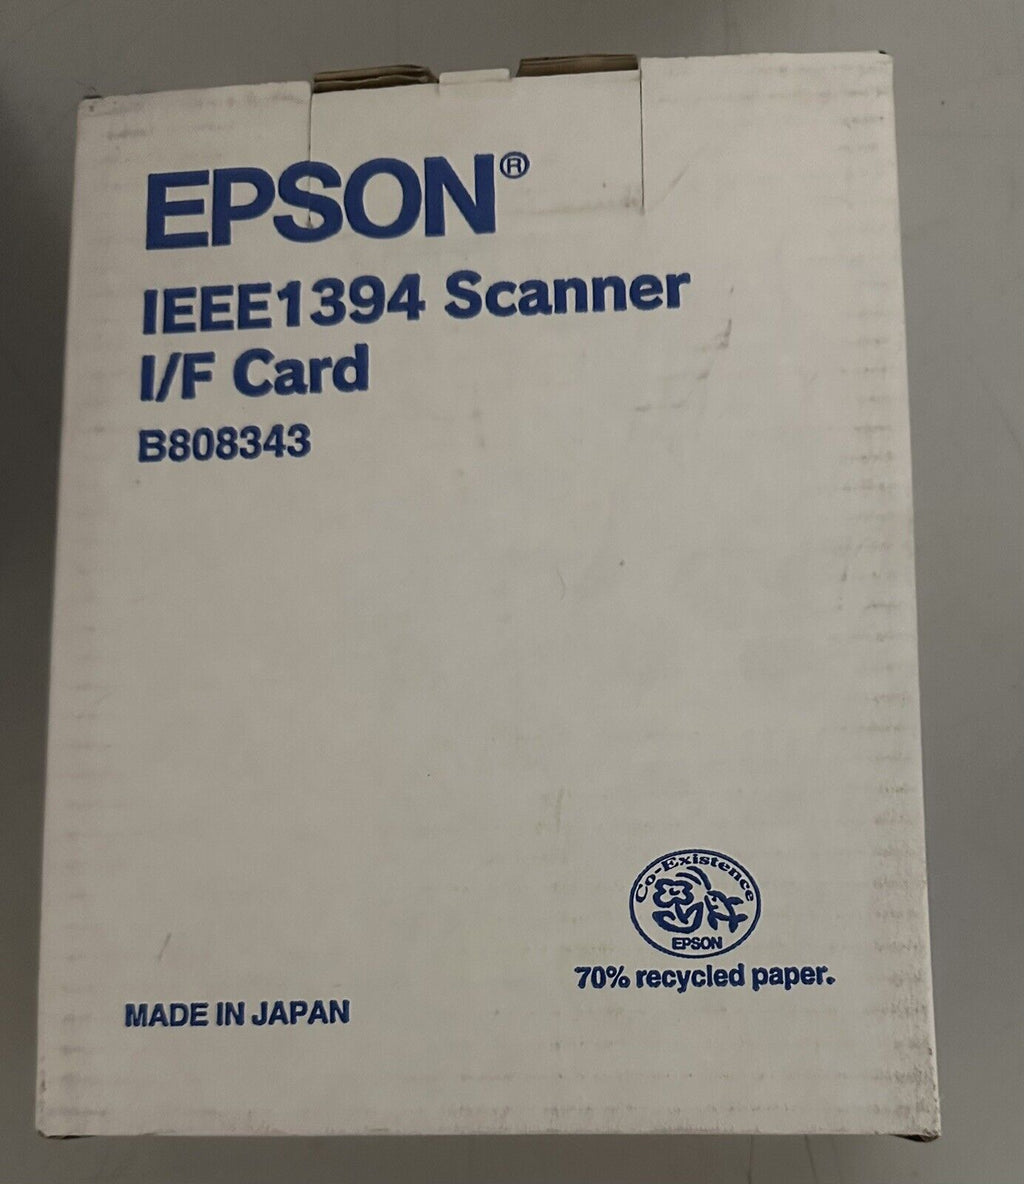 EPSON®
IEEE1394 Scanner
I/F Card
B808343
Co-Existence
EPSON
70% recycled paper.
MADE IN JAPAN